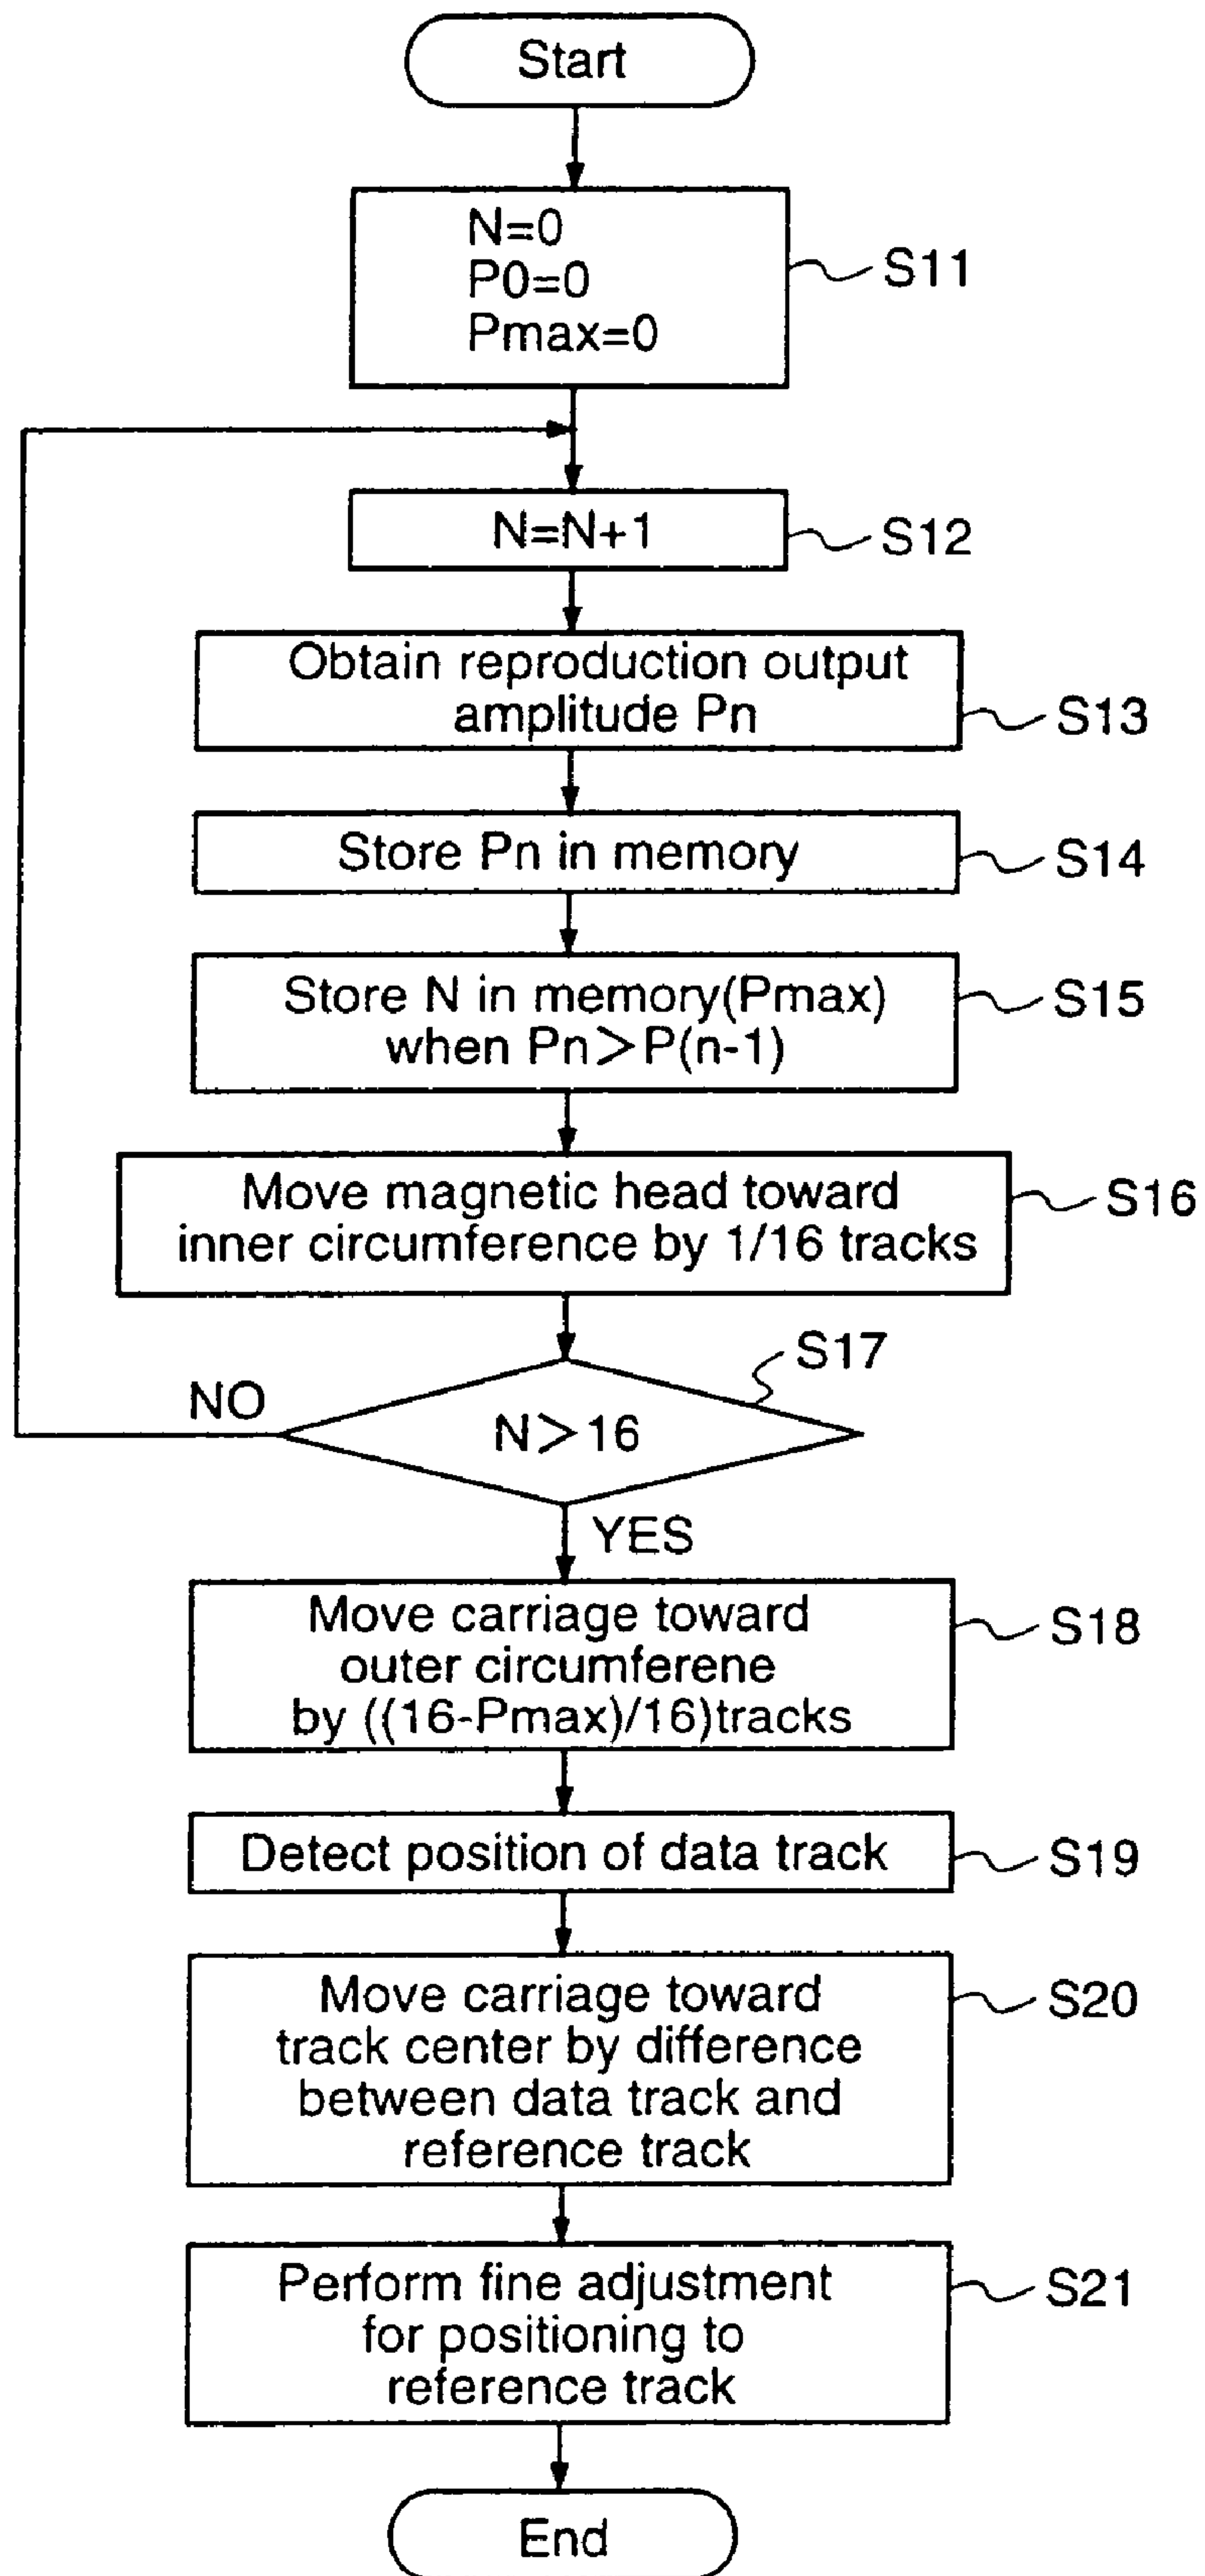 Start
N=0
P0=0
Pmax=0
S11
N=N+1
S12
Obtain reproduction output
amplitude Pn
S13
Store Pn in memory
S14
Store N in memory(Pmax)
when Pn>P(n-1)
S15
Move magnetic head toward
inner circumference by 1/16 tracks
S16
S17
NO
N>16
YES
Move carriage toward
outer circumferene
by ((16-Pmax)/16)tracks
S18
Detect position of data track
S19
Move carriage toward
track center by difference
between data track and
reference track
S20
Perform fine adjustment
for positioning to
reference track
S21
End